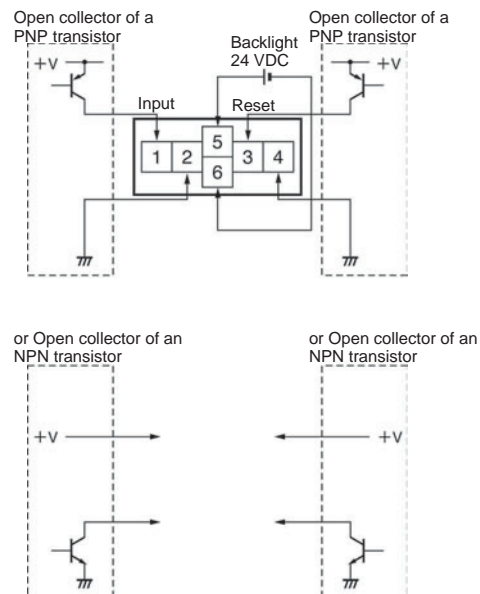 Open collector of a
PNP transistor
Open collector of a
PNP transistor
Backlight
24 VDC
+V
+V
Input
Reset
5
1 2 3 4
6
or Open collector of an
NPN transistor
or Open collector of an
NPN transistor
+V
+V